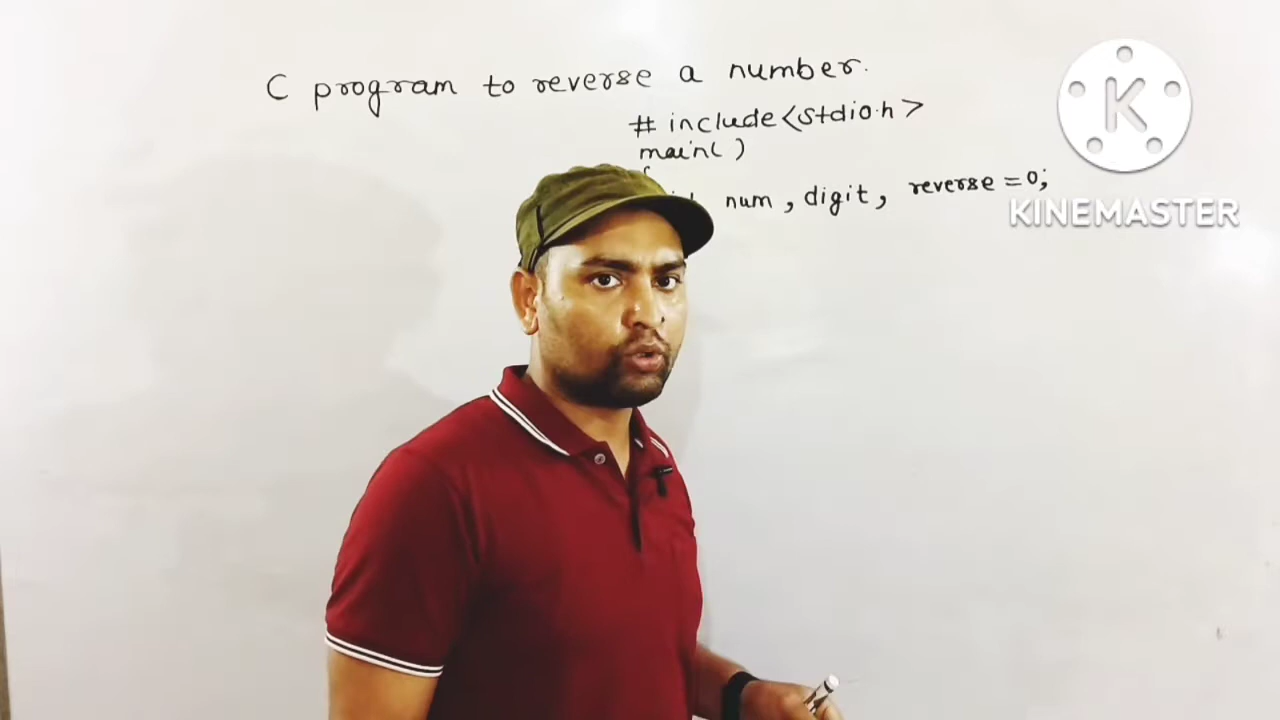 C program to reverse a number.
# include<stdio.h>
main( )
{
num, digit, reverse = 0;
K
KINEMASTER